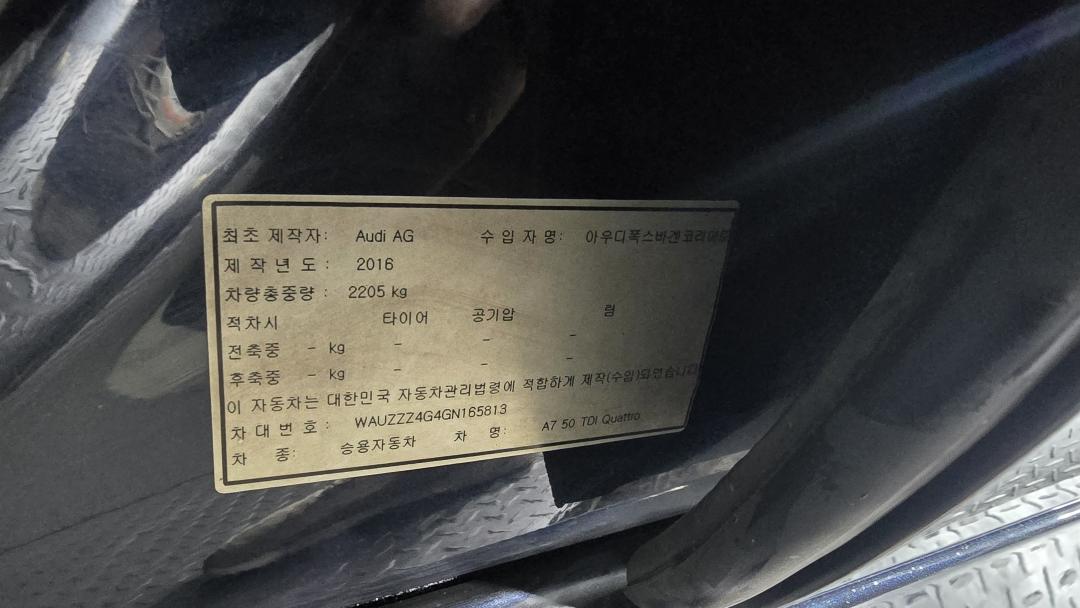 최초 제작자: Audi AG 수 입 자 명: 아우디폭스바겐코리아㈜
제 작 년 도 : 2016
차량총중량 : 2205 kg
적차시 타이어 공기압 림
전축중 - kg - - -
후축중 - kg - - -
이 자동차는 대한민국 자동차관리법령에 적합하게 제작(수입)되었습니다
차 대 번 호 : WAUZZZ4G4GN165813
차 종: 승용자동차 차 명: A7 50 TDI Quattro